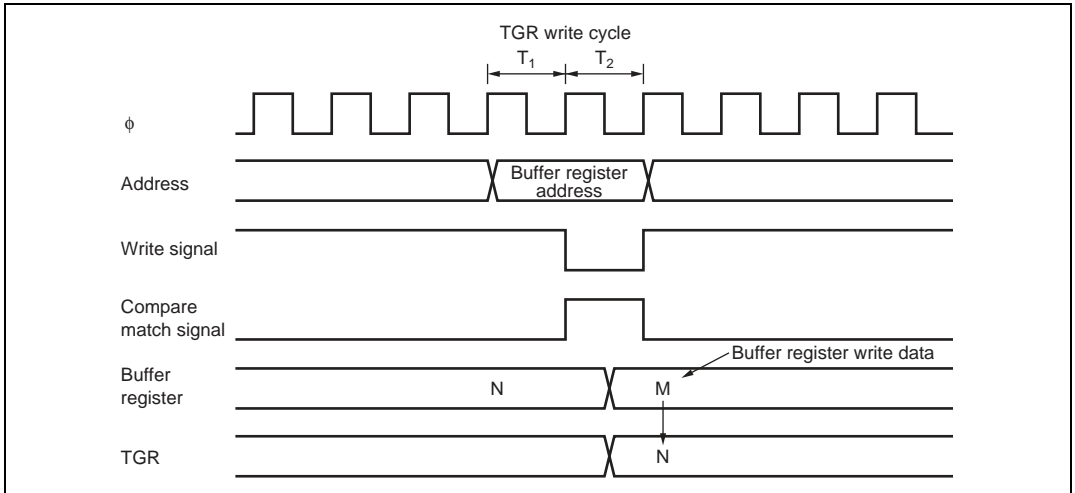 TGR write cycle
T1 T2
ϕ
Address
Buffer register
address
Write signal
Compare
match signal
Buffer register write data
Buffer
register
N M
TGR
N